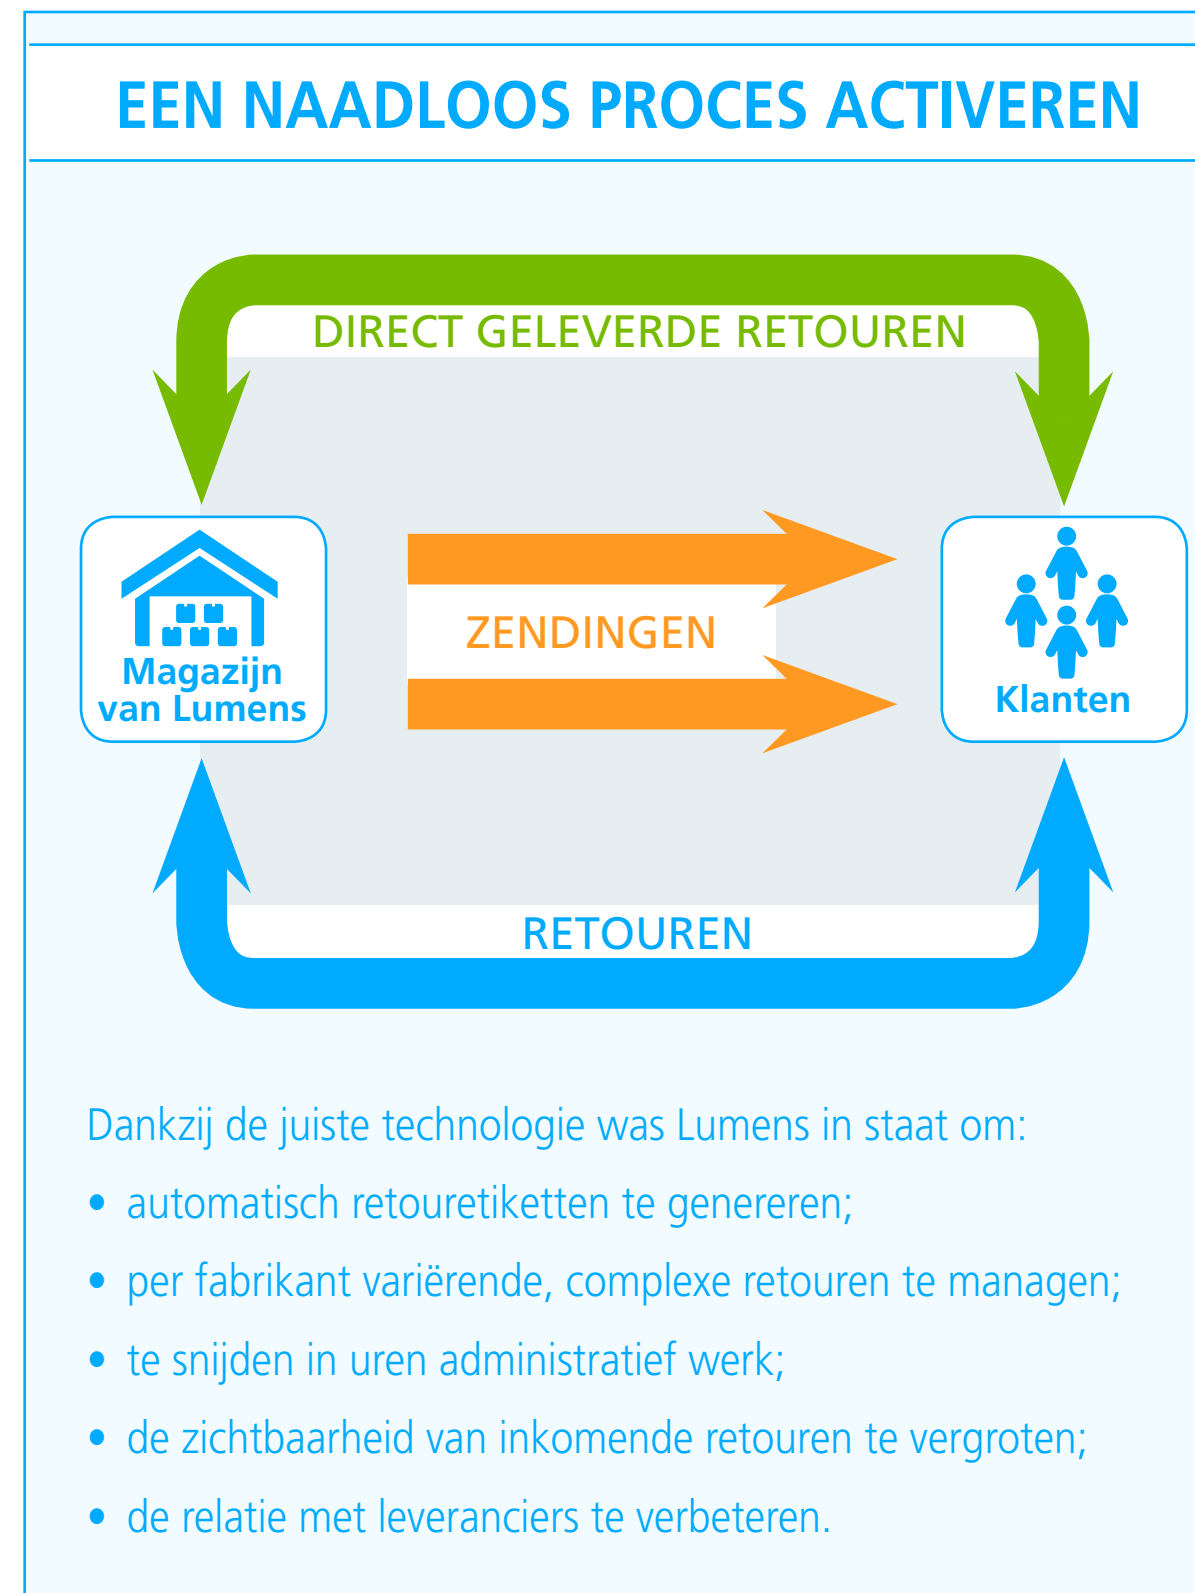 EEN NAADLOOS PROCES ACTIVEREN
DIRECT GELEVERDE RETOUREN
ZENDINGEN
Magazijn
van Lumens
Klanten
RETOUREN
Dankzij de juiste technologie was Lumens in staat om:
• automatisch retouretiketten te genereren;
• per fabrikant variërende, complexe retouren te managen;
• te snijden in uren administratief werk;
• de zichtbaarheid van inkomende retouren te vergroten;
• de relatie met leveranciers te verbeteren.